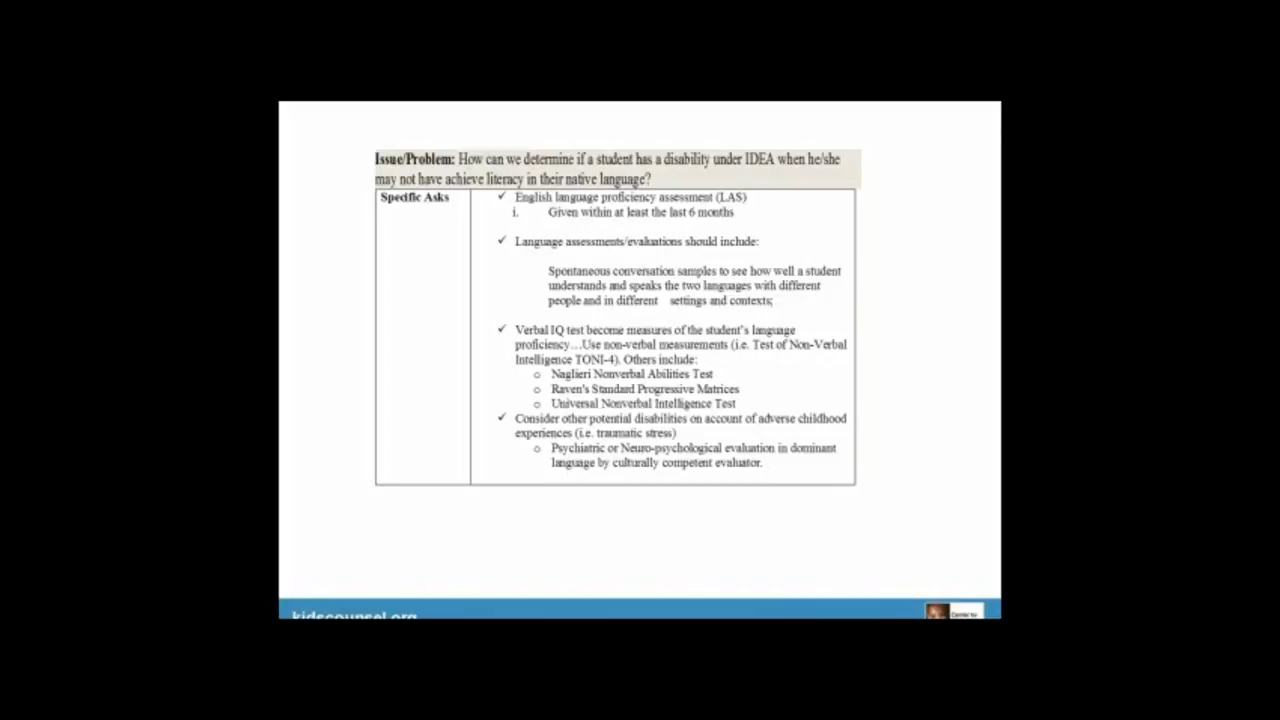 Issue/Problem: How can we determine if a student has a disability under IDEA when he/she
may not have achieve literacy in their native language?
Specific Asks
✓ English language proficiency assessment (LAS)
i. Given within at least the last 6 months
✓ Language assessments/evaluations should include:
Spontaneous conversation samples to see how well a student
understands and speaks the two languages with different
people and in different settings and contexts;
✓ Verbal IQ test become measures of the student's language
proficiency…Use non-verbal measurements (i.e. Test of Non-Verbal
Intelligence TONI-4). Others include:
o Naglieri Nonverbal Abilities Test
o Raven's Standard Progressive Matrices
o Universal Nonverbal Intelligence Test
✓ Consider other potential disabilities on account of adverse childhood
experiences (i.e. traumatic stress)
o Psychiatric or Neuro-psychological evaluation in dominant
language by culturally competent evaluator.
kidscounsel.org